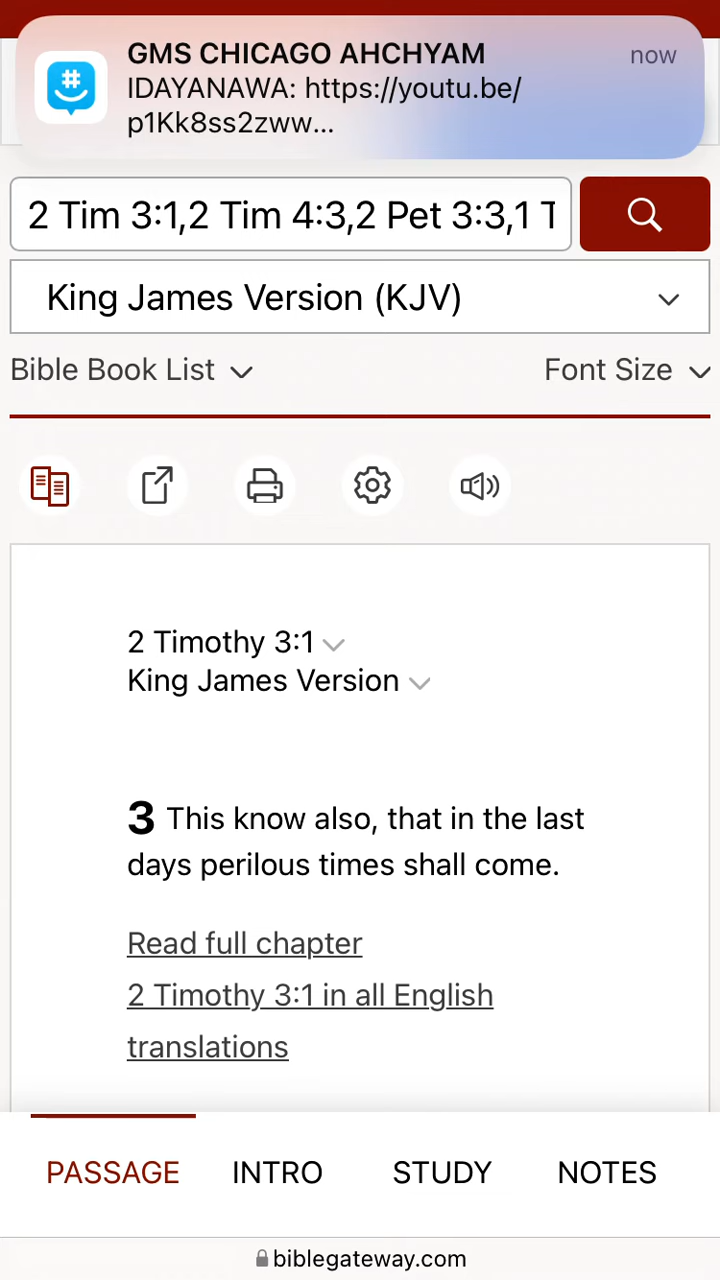 GMS CHICAGO AHCHYAM now
IDAYANAWA: https://youtu.be/
p1Kk8ss2zww...
2 Tim 3:1,2 Tim 4:3,2 Pet 3:3,1 T
King James Version (KJV)
Bible Book List Font Size
2 Timothy 3:1
King James Version
3 This know also, that in the last
days perilous times shall come.
Read full chapter
2 Timothy 3:1 in all English
translations
PASSAGE INTRO STUDY NOTES
biblegateway.com